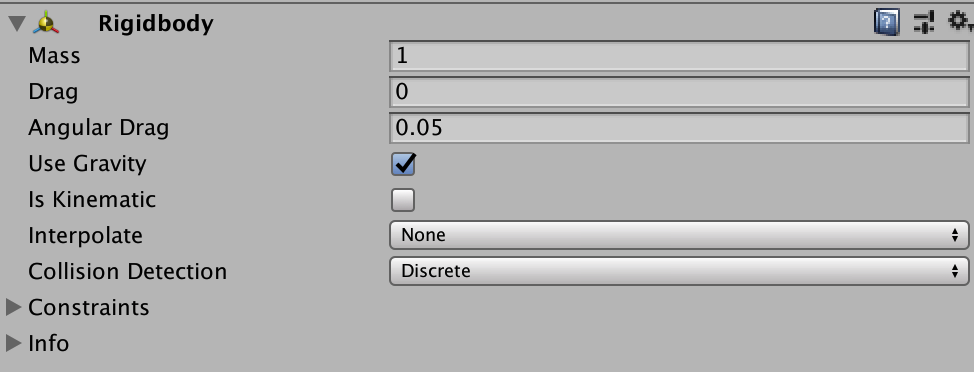 Rigidbody
Mass 1
Drag 0
Angular Drag 0.05
Use Gravity
Is Kinematic
Interpolate None
Collision Detection Discrete
Constraints
Info